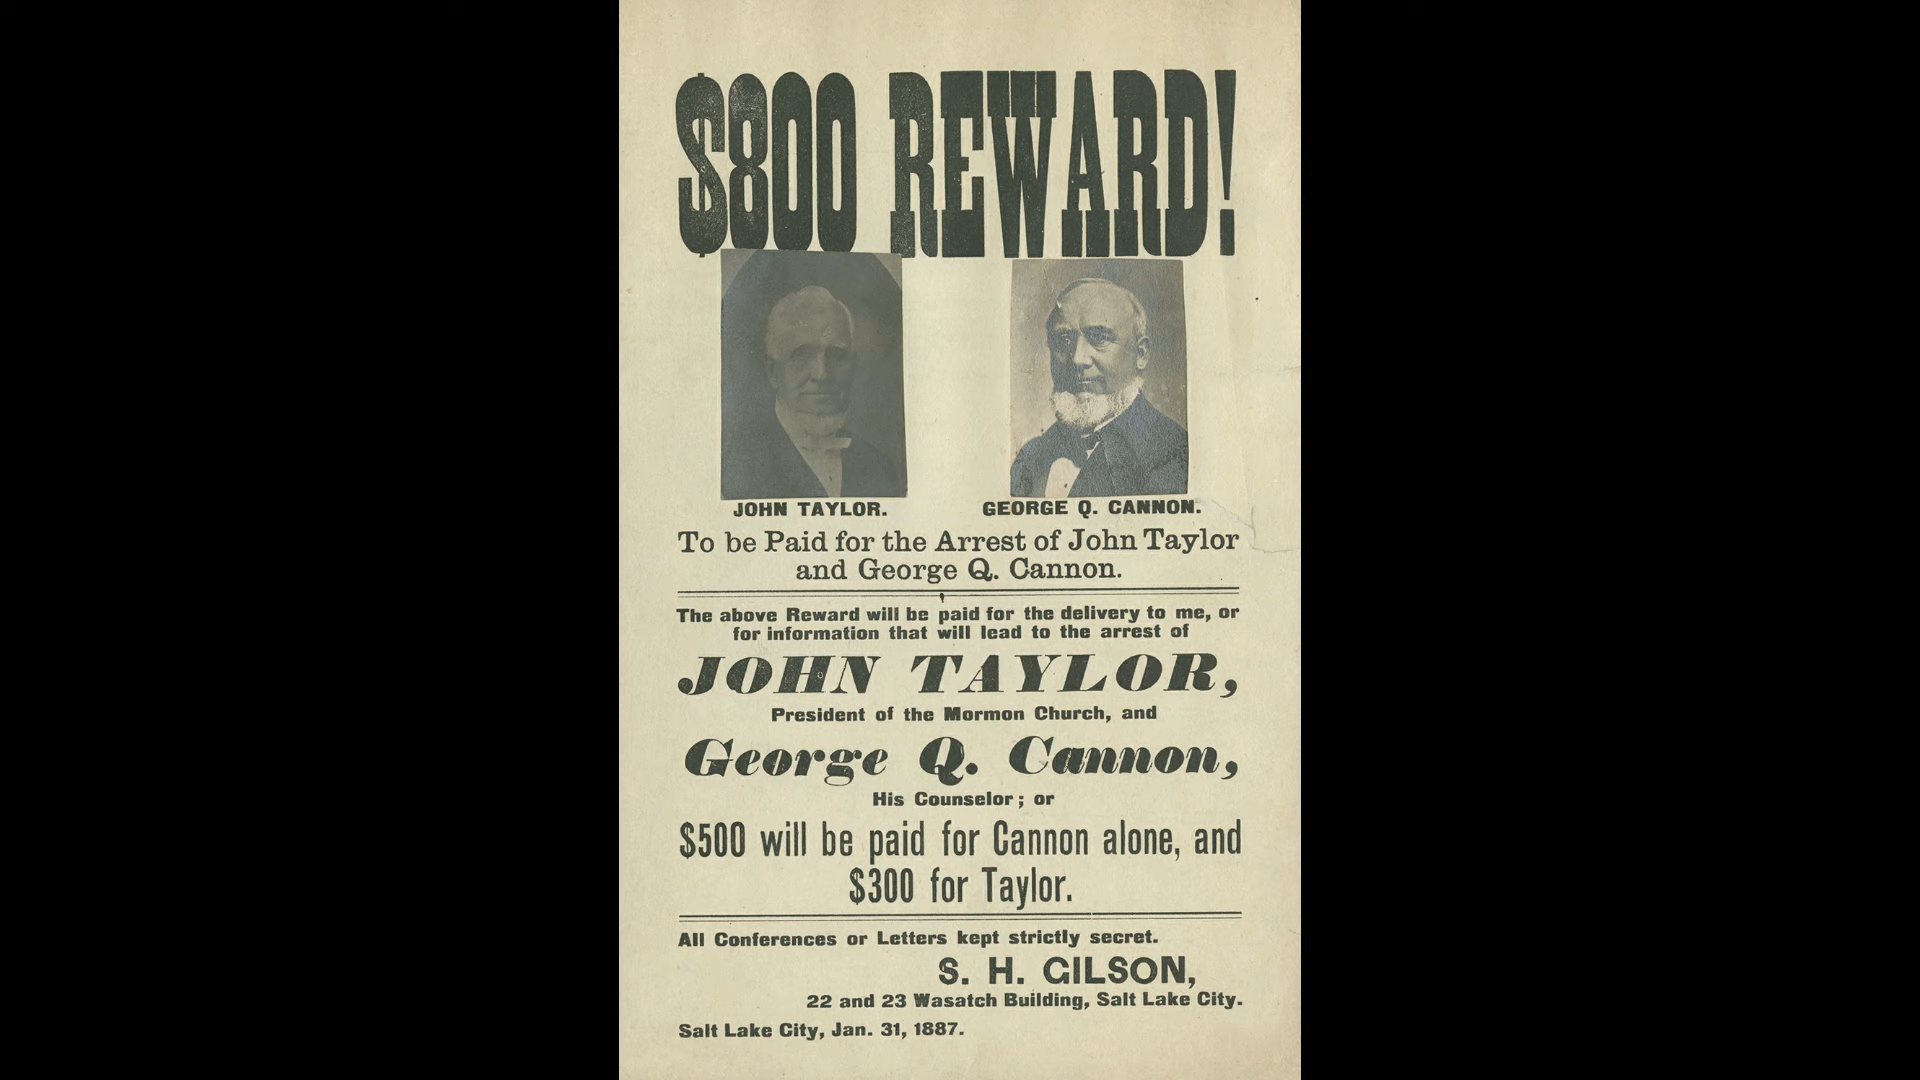 $800 REWARD!
JOHN TAYLOR.
GEORGE Q. CANNON.
To be Paid for the Arrest of John Taylor
and George Q. Cannon.
The above Reward will be paid for the delivery to me, or
for information that will lead to the arrest of
JOHN TAYLOR,
President of the Mormon Church, and
George Q. Cannon,
His Counselor; or
$500 will be paid for Cannon alone, and
$300 for Taylor.
All Conferences or Letters kept strictly secret.
S. H. GILSON,
22 and 23 Wasatch Building, Salt Lake City.
Salt Lake City, Jan. 31, 1887.